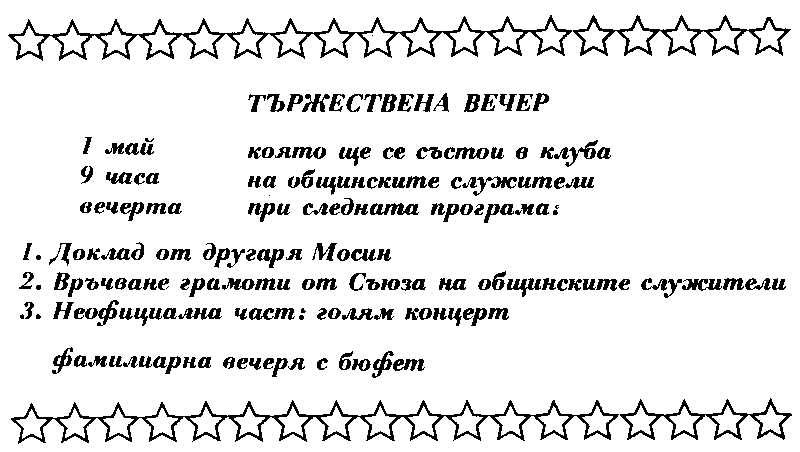 ТЪРЖЕСТВЕНА ВЕЧЕР
1 май
9 часа
вечерта
която ще се състои в клуба
на общинските служители
при следната програма:
1. Доклад от другаря Мосин
2. Връчване грамоти от Съюза на общинските служители
3. Неофициална част: голям концерт
фамилиарна вечеря с бюфет